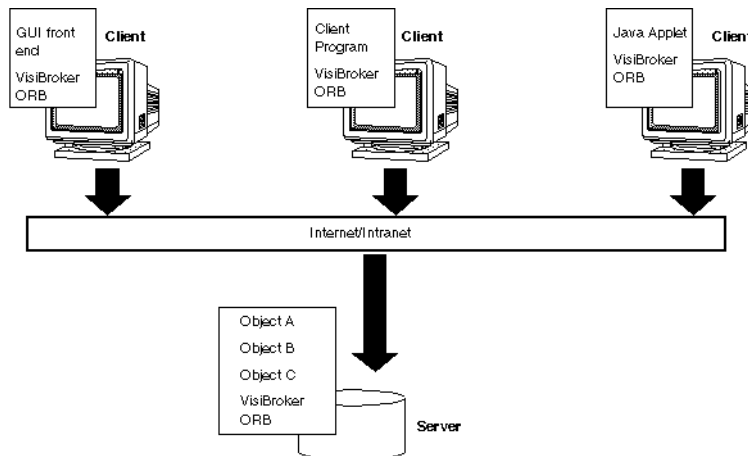 GUI front
end
VisiBroker
ORB
Client
Client
Program
VisiBroker
ORB
Client
Java Applet
VisiBroker
ORB
Client
Internet/Intranet
Object A
Object B
Object C
VisiBroker
ORB
Server